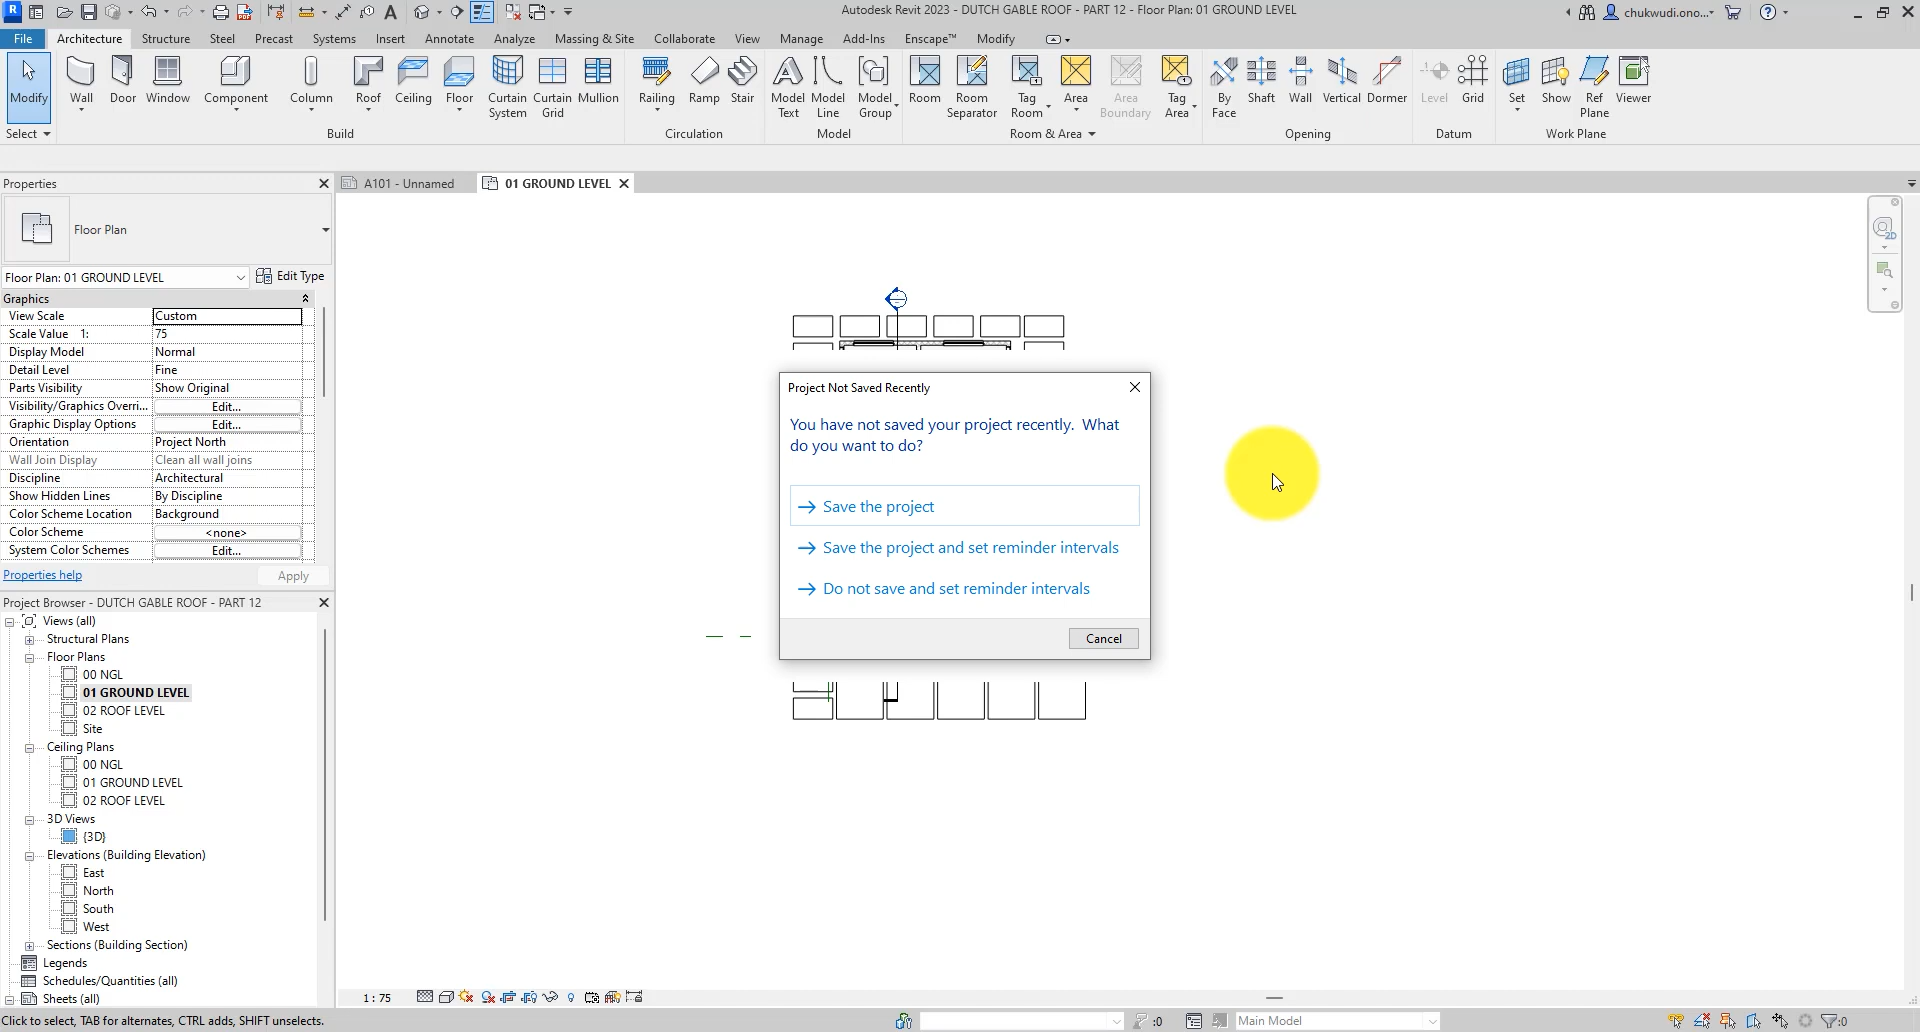 Autodesk Revit 2023 - DUTCH GABLE ROOF - PART 12 - Floor Plan: 01 GROUND LEVEL
chukwudi.ono...
File Architecture Structure Steel Precast Systems Insert Annotate Analyze Massing & Site Collaborate View Manage Add-Ins Enscape™ Modify
Modify Wall Door Window Component Column Roof Ceiling Floor Curtain System Curtain Grid Mullion Railing Ramp Stair Model Text Model Line Model Group Room Room Separator Tag Room Area Area Boundary Tag Area By Face Shaft Wall Vertical Dormer Level Grid Set Show Ref Plane Viewer
Select Build Circulation Model Room & Area Opening Datum Work Plane
Properties
A101 - Unnamed
01 GROUND LEVEL
Floor Plan
Floor Plan: 01 GROUND LEVEL
Edit Type
Graphics
View Scale Custom
Scale Value 1: 75
Display Model Normal
Detail Level Fine
Parts Visibility Show Original
Visibility/Graphics Overri... Edit...
Graphic Display Options Edit...
Orientation Project North
Wall Join Display Clean all wall joins
Discipline Architectural
Show Hidden Lines By Discipline
Color Scheme Location Background
Color Scheme <none>
System Color Schemes Edit...
Properties help
Apply
Project Browser - DUTCH GABLE ROOF - PART 12
Views (all)
Structural Plans
Floor Plans
00 NGL
01 GROUND LEVEL
02 ROOF LEVEL
Site
Ceiling Plans
00 NGL
01 GROUND LEVEL
02 ROOF LEVEL
3D Views
{3D}
Elevations (Building Elevation)
East
North
South
West
Sections (Building Section)
Legends
Schedules/Quantities (all)
Sheets (all)
Project Not Saved Recently
You have not saved your project recently. What
do you want to do?
Save the project
Save the project and set reminder intervals
Do not save and set reminder intervals
Cancel
2D
1 : 75
Click to select, TAB for alternates, CTRL adds, SHIFT unselects.
:0
Main Model
:0